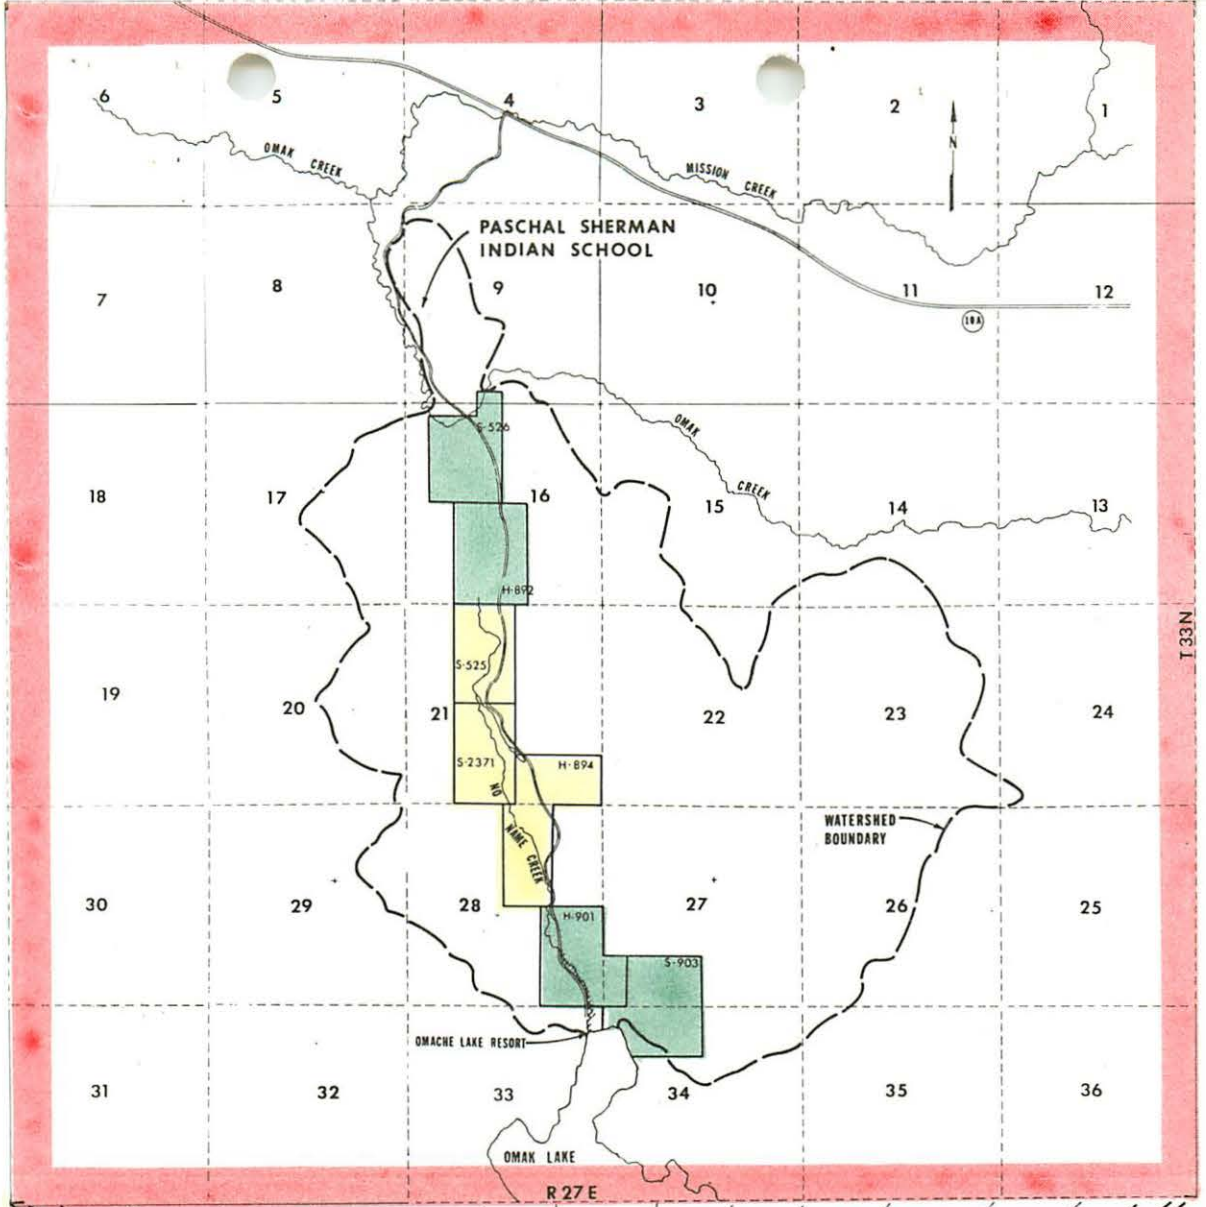 6 5 4 3 2 1
N
OMAK CREEK
MISSION CREEK
PASCHAL SHERMAN
INDIAN SCHOOL
7 8 9 10 11 12
10A
S-526
OMAK
CREEK
18 17 16 15 14 13
H-892
T 33N
S-525
19 20 21 22 23 24
S-2371
H-894
NO
NAME CREEK
WATERSHED
BOUNDARY
30 29 28 27 26 25
H-901
S-903
OMACHE LAKE RESORT
31 32 33 34 35 36
OMAK LAKE
R 27 E